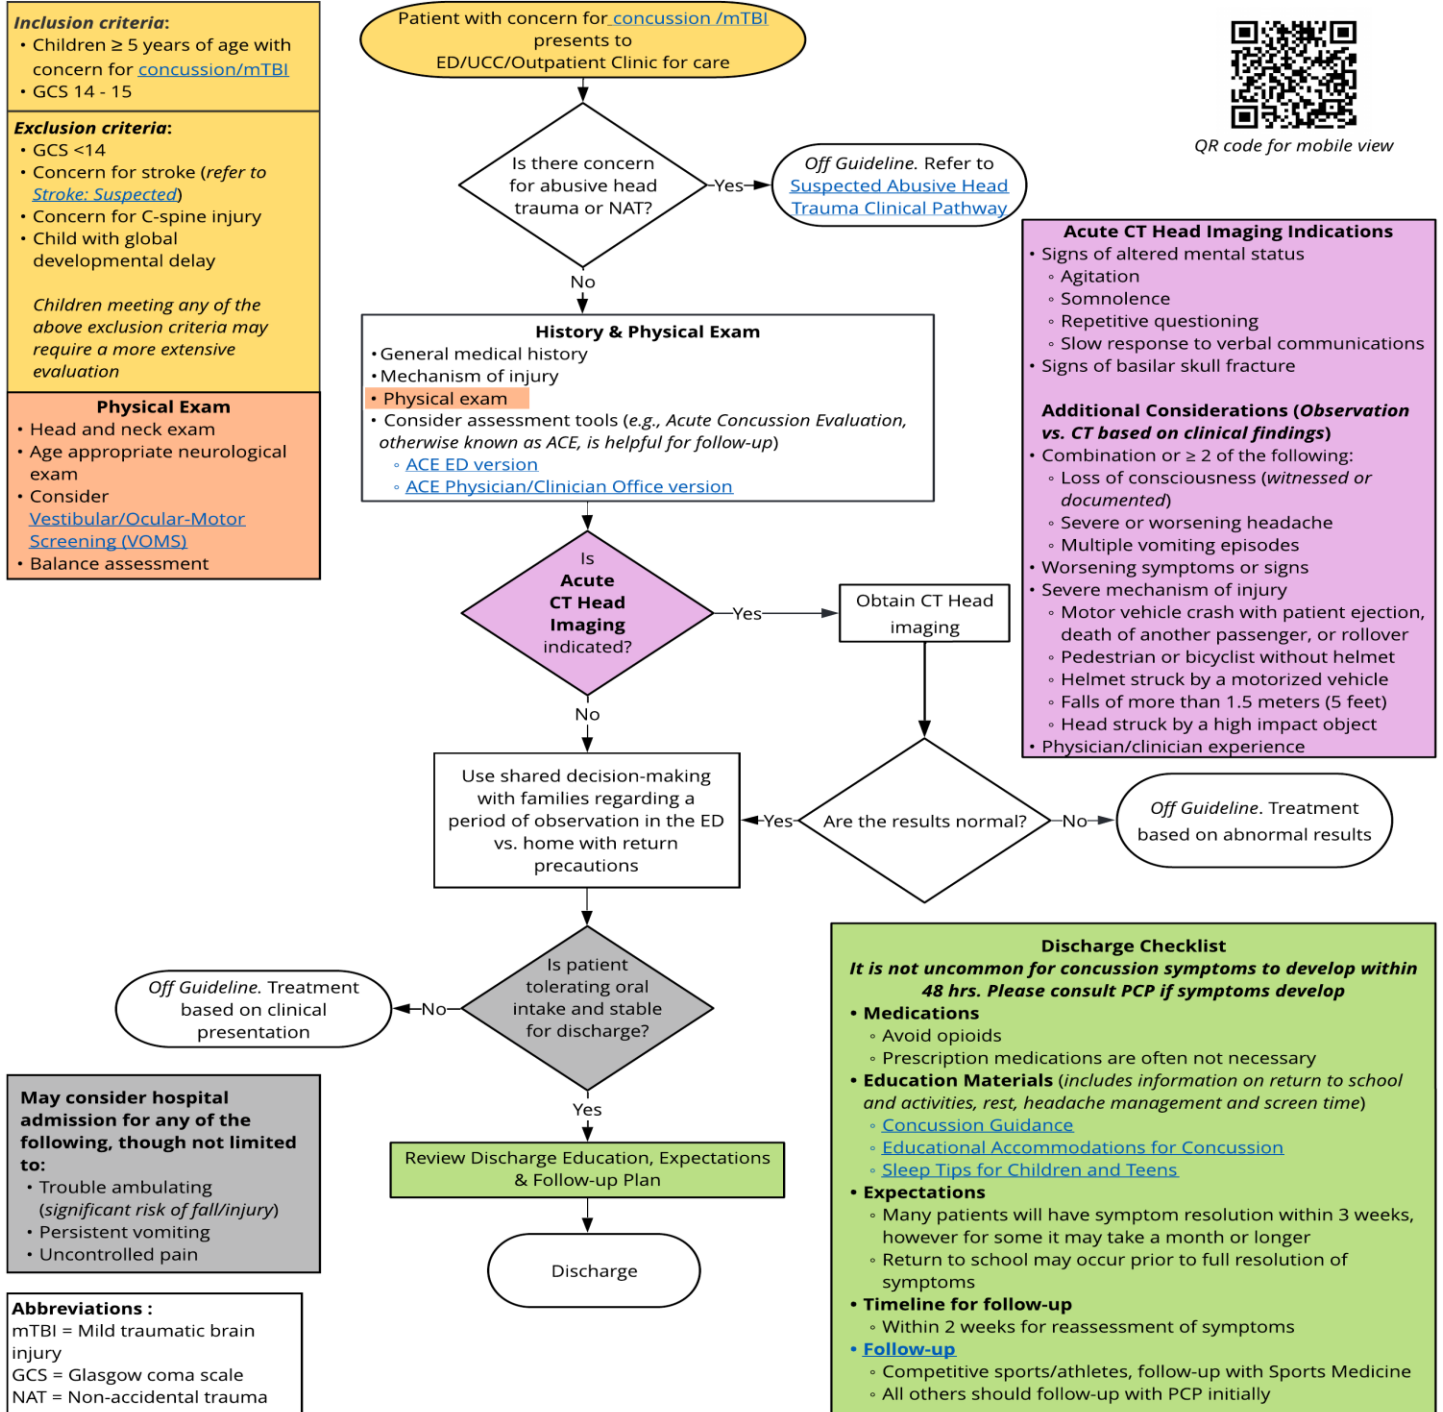 Inclusion criteria:
• Children ≥ 5 years of age with
concern for concussion/mTBI
• GCS 14 - 15
Exclusion criteria:
• GCS <14
• Concern for stroke (refer to
Stroke: Suspected)
• Concern for C-spine injury
• Child with global
developmental delay
Children meeting any of the
above exclusion criteria may
require a more extensive
evaluation
Physical Exam
• Head and neck exam
• Age appropriate neurological
exam
• Consider
Vestibular/Ocular-Motor
Screening (VOMS)
• Balance assessment
Patient with concern for concussion /mTBI
presents to
ED/UCC/Outpatient Clinic for care
Is there concern
for abusive head
trauma or NAT?
Yes
Off Guideline. Refer to
Suspected Abusive Head
Trauma Clinical Pathway
No
QR code for mobile view
History & Physical Exam
• General medical history
• Mechanism of injury
• Physical exam
• Consider assessment tools (e.g., Acute Concussion Evaluation,
otherwise known as ACE, is helpful for follow-up)
◦ ACE ED version
◦ ACE Physician/Clinician Office version
Acute CT Head Imaging Indications
• Signs of altered mental status
◦ Agitation
◦ Somnolence
◦ Repetitive questioning
◦ Slow response to verbal communications
• Signs of basilar skull fracture
Additional Considerations (Observation
vs. CT based on clinical findings)
• Combination or ≥ 2 of the following:
◦ Loss of consciousness (witnessed or
documented)
◦ Severe or worsening headache
◦ Multiple vomiting episodes
• Worsening symptoms or signs
• Severe mechanism of injury
◦ Motor vehicle crash with patient ejection,
death of another passenger, or rollover
◦ Pedestrian or bicyclist without helmet
◦ Helmet struck by a motorized vehicle
◦ Falls of more than 1.5 meters (5 feet)
◦ Head struck by a high impact object
• Physician/clinician experience
Is
Acute
CT Head
Imaging
indicated?
Yes
Obtain CT Head
imaging
No
Use shared decision-making
with families regarding a
period of observation in the ED
vs. home with return
precautions
Yes
Are the results normal?
No
Off Guideline. Treatment
based on abnormal results
Is patient
tolerating oral
intake and stable
for discharge?
No
Off Guideline. Treatment
based on clinical
presentation
Yes
Review Discharge Education, Expectations
& Follow-up Plan
Discharge
May consider hospital
admission for any of the
following, though not limited
to:
• Trouble ambulating
(significant risk of fall/injury)
• Persistent vomiting
• Uncontrolled pain
Abbreviations :
mTBI = Mild traumatic brain
injury
GCS = Glasgow coma scale
NAT = Non-accidental trauma
Discharge Checklist
It is not uncommon for concussion symptoms to develop within
48 hrs. Please consult PCP if symptoms develop
• Medications
◦ Avoid opioids
◦ Prescription medications are often not necessary
• Education Materials (includes information on return to school
and activities, rest, headache management and screen time)
◦ Concussion Guidance
◦ Educational Accommodations for Concussion
◦ Sleep Tips for Children and Teens
• Expectations
◦ Many patients will have symptom resolution within 3 weeks,
however for some it may take a month or longer
◦ Return to school may occur prior to full resolution of
symptoms
• Timeline for follow-up
◦ Within 2 weeks for reassessment of symptoms
• Follow-up
◦ Competitive sports/athletes, follow-up with Sports Medicine
◦ All others should follow-up with PCP initially